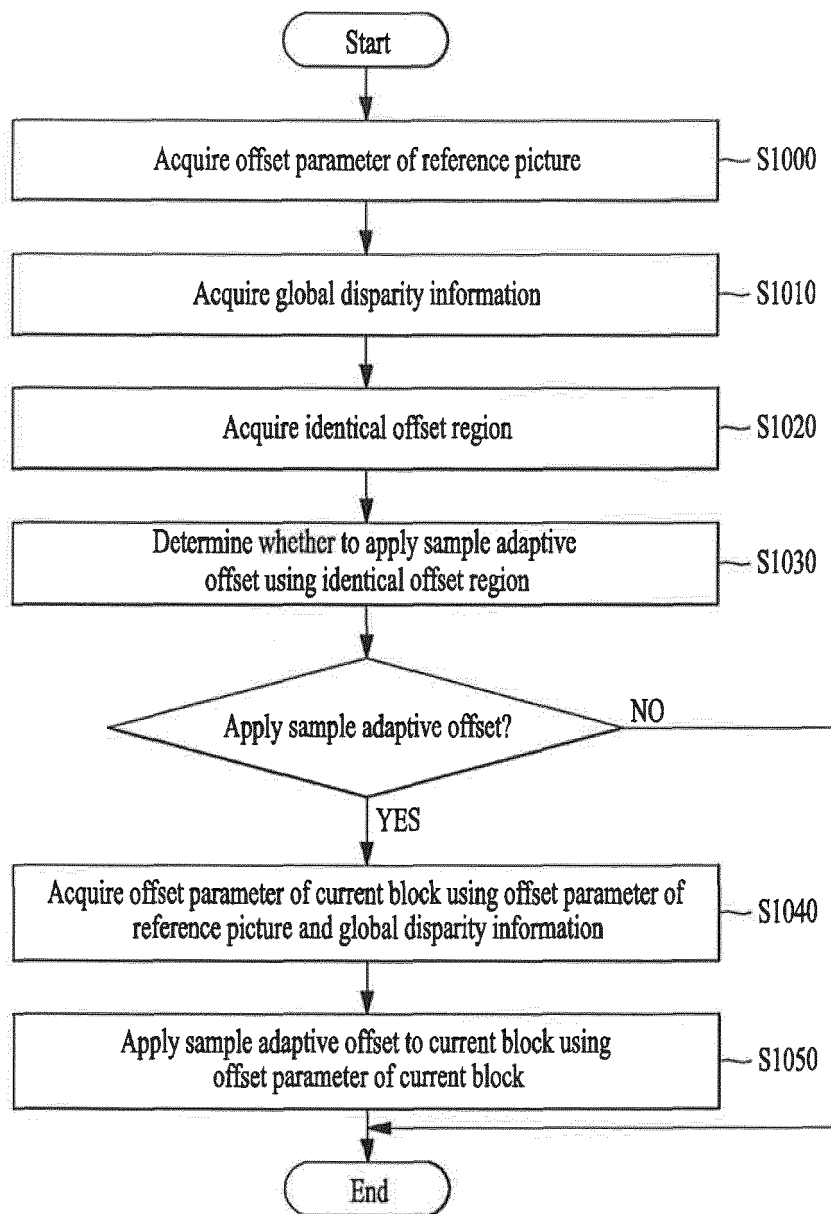 Start
Acquire offset parameter of reference picture
S1000
Acquire global disparity information
S1010
Acquire identical offset region
S1020
Determine whether to apply sample adaptive
offset using identical offset region
S1030
Apply sample adaptive offset?
NO
YES
Acquire offset parameter of current block using offset parameter of
reference picture and global disparity information
S1040
Apply sample adaptive offset to current block using
offset parameter of current block
S1050
End